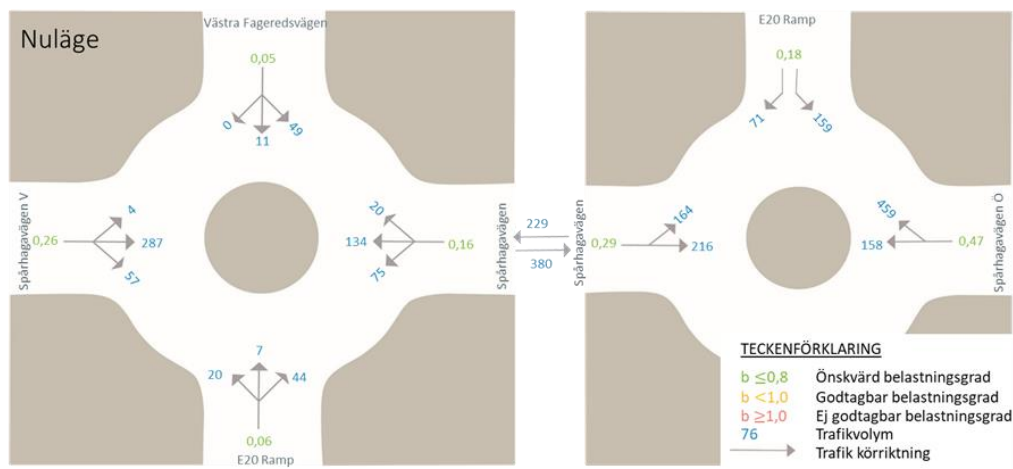 Nuläge
Västra Fageredsvägen
0,05
0
11
49
Spårhagavägen V
0,26
4
287
57
20
134
75
0,16
Spårhagavägen
7
20
44
0,06
E20 Ramp
229
380
E20 Ramp
0,18
71
159
Spårhagavägen
0,29
164
216
459
158
0,47
Spårhagavägen Ö
TECKENFÖRKLARING
b ≤0,8 Önskvärd belastningsgrad
b <1,0 Godtagbar belastningsgrad
b ≥1,0 Ej godtagbar belastningsgrad
76 Trafikvolym
Trafik körriktning